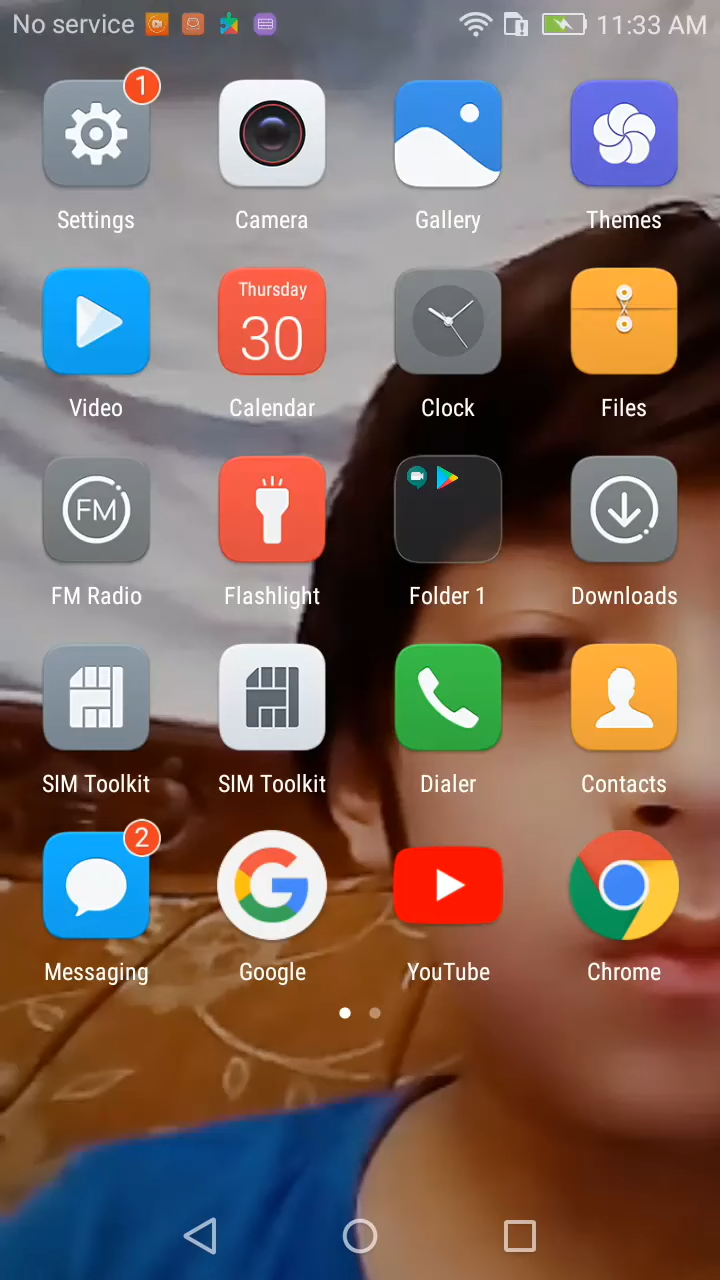 No service 11:33 AM
1
Settings Camera Gallery Themes
Thursday
30
Video Calendar Clock Files
FM
FM Radio Flashlight Folder 1 Downloads
SIM Toolkit SIM Toolkit Dialer Contacts
2
Messaging Google YouTube Chrome